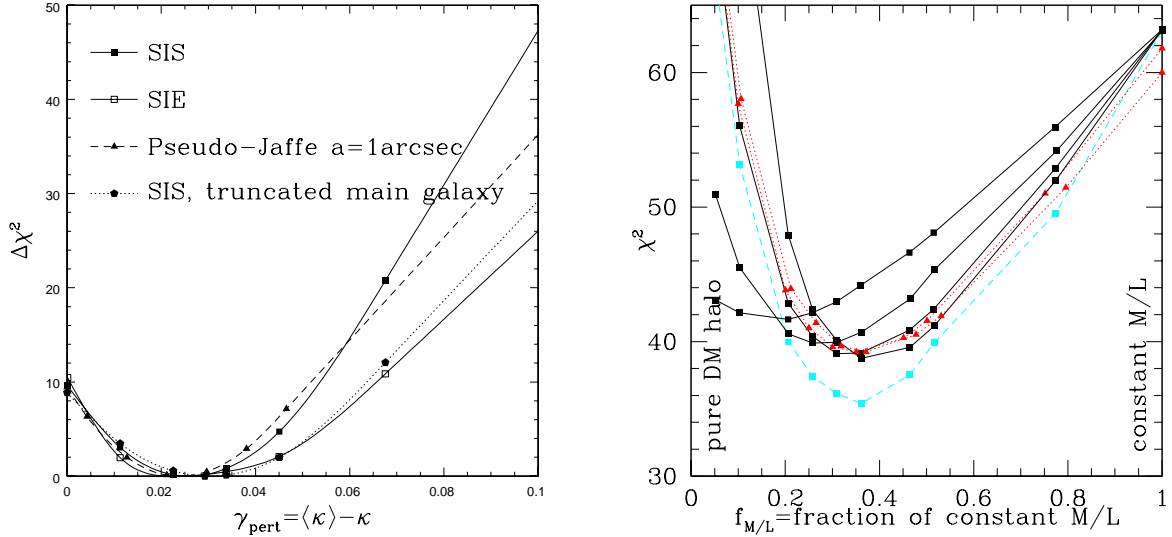 50
40
30
20
10
0
Δχ²
SIS
SIE
Pseudo-Jaffe a=1arcsec
SIS, truncated main galaxy
0 0.02 0.04 0.06 0.08 0.1
γpert=⟨κ⟩−κ
60
50
40
30
χ²
pure DM halo
constant M/L
0 0.2 0.4 0.6 0.8 1
fM/L=fraction of constant M/L